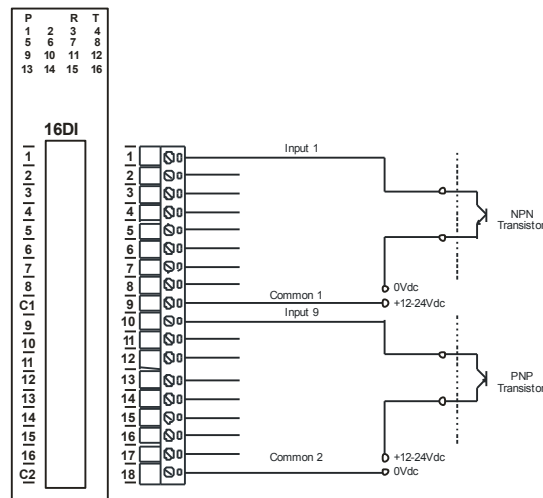 P R T
1 2 3 4
5 6 7 8
9 10 11 12
13 14 15 16
16DI
1
2
3
4
5
6
7
8
C1
9
10
11
12
13
14
15
16
C2
1
2
3
4
5
6
7
8
9
10
11
12
13
14
15
16
17
18
Input 1
NPN
Transistor
0Vdc
Common 1
+12-24Vdc
Input 9
PNP
Transistor
+12-24Vdc
Common 2
0Vdc